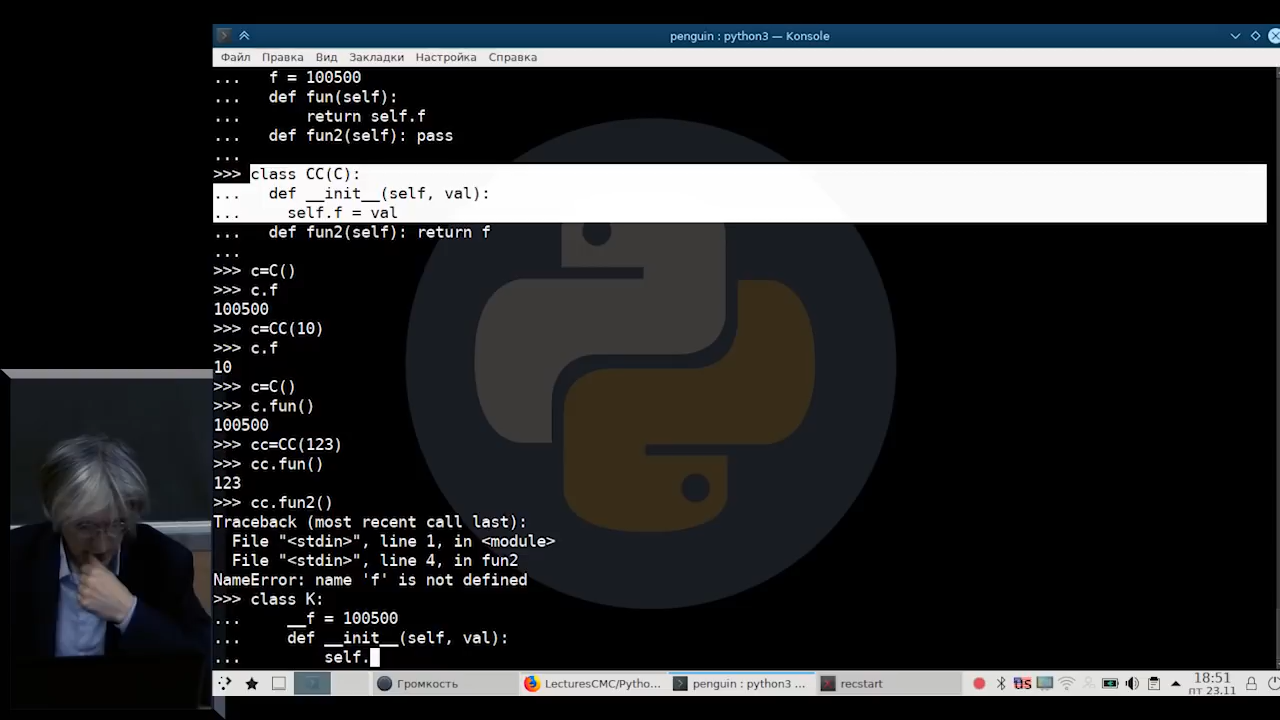 penguin : python3 — Konsole
Файл Правка Вид Закладки Настройка Справка
... f = 100500
... def fun(self):
... return self.f
... def fun2(self): pass
...
>>> class CC(C):
... def __init__(self, val):
... self.f = val
... def fun2(self): return f
...
>>> c=C()
>>> c.f
100500
>>> c=CC(10)
>>> c.f
10
>>> c=C()
>>> c.fun()
100500
>>> cc=CC(123)
>>> cc.fun()
123
>>> cc.fun2()
Traceback (most recent call last):
File "<stdin>", line 1, in <module>
File "<stdin>", line 4, in fun2
NameError: name 'f' is not defined
>>> class K:
... __f = 100500
... def __init__(self, val):
... self.
Громкость LecturesCMC/Pytho... penguin : python3 ... recstart us 18:51
пт 23.11